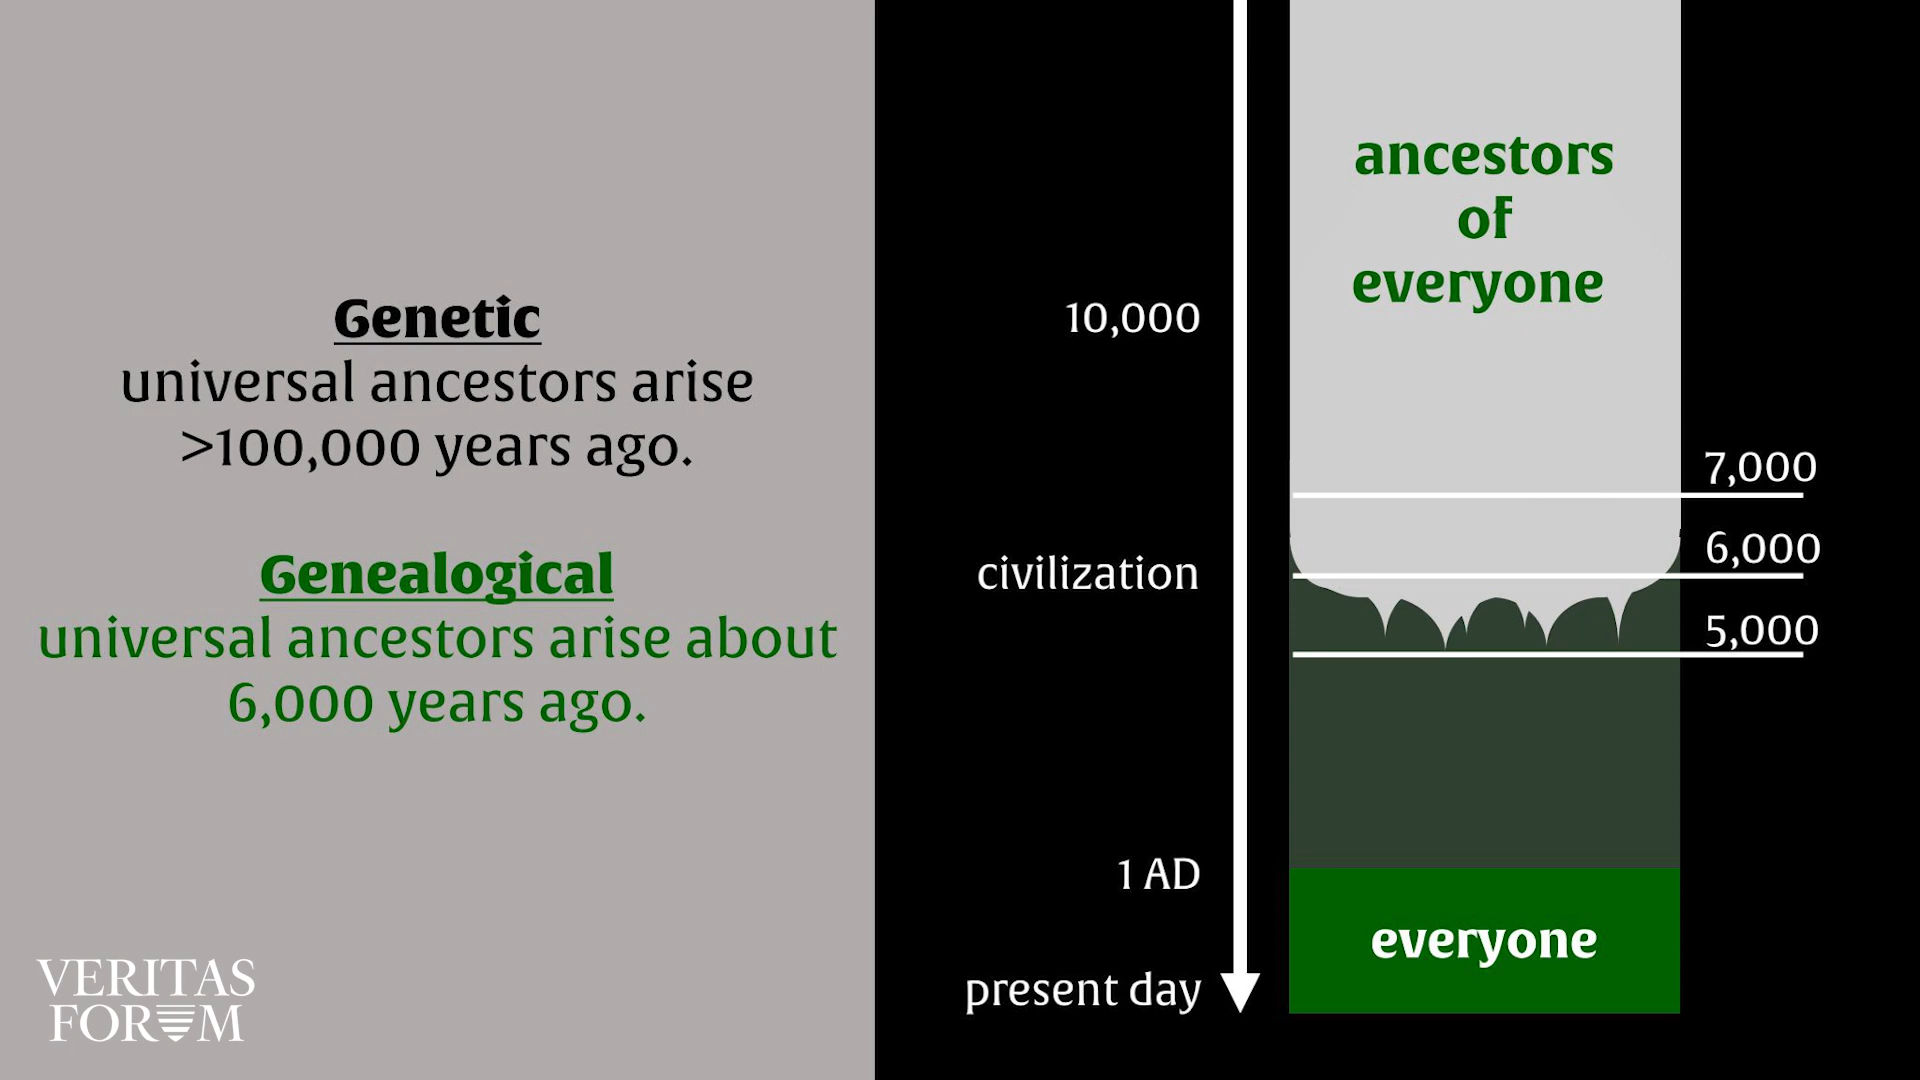 Genetic
universal ancestors arise
>100,000 years ago.
Genealogical
universal ancestors arise about
6,000 years ago.
VERITAS
FORUM
10,000
civilization
1 AD
present day
ancestors
of
everyone
7,000
6,000
5,000
everyone